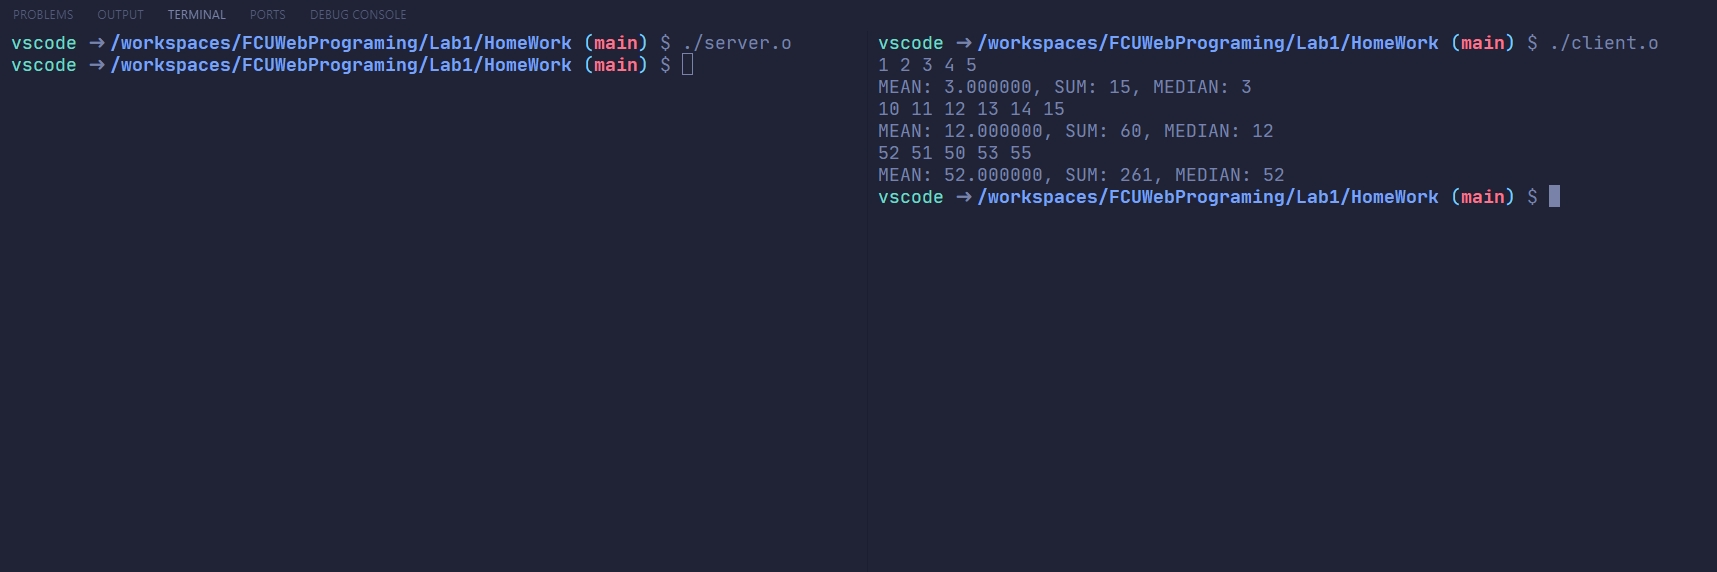 PROBLEMS OUTPUT TERMINAL PORTS DEBUG CONSOLE
vscode → /workspaces/FCUWebPrograming/Lab1/HomeWork (main) $ ./server.o
vscode → /workspaces/FCUWebPrograming/Lab1/HomeWork (main) $
vscode → /workspaces/FCUWebPrograming/Lab1/HomeWork (main) $ ./client.o
1 2 3 4 5
MEAN: 3.000000, SUM: 15, MEDIAN: 3
10 11 12 13 14 15
MEAN: 12.000000, SUM: 60, MEDIAN: 12
52 51 50 53 55
MEAN: 52.000000, SUM: 261, MEDIAN: 52
vscode → /workspaces/FCUWebPrograming/Lab1/HomeWork (main) $